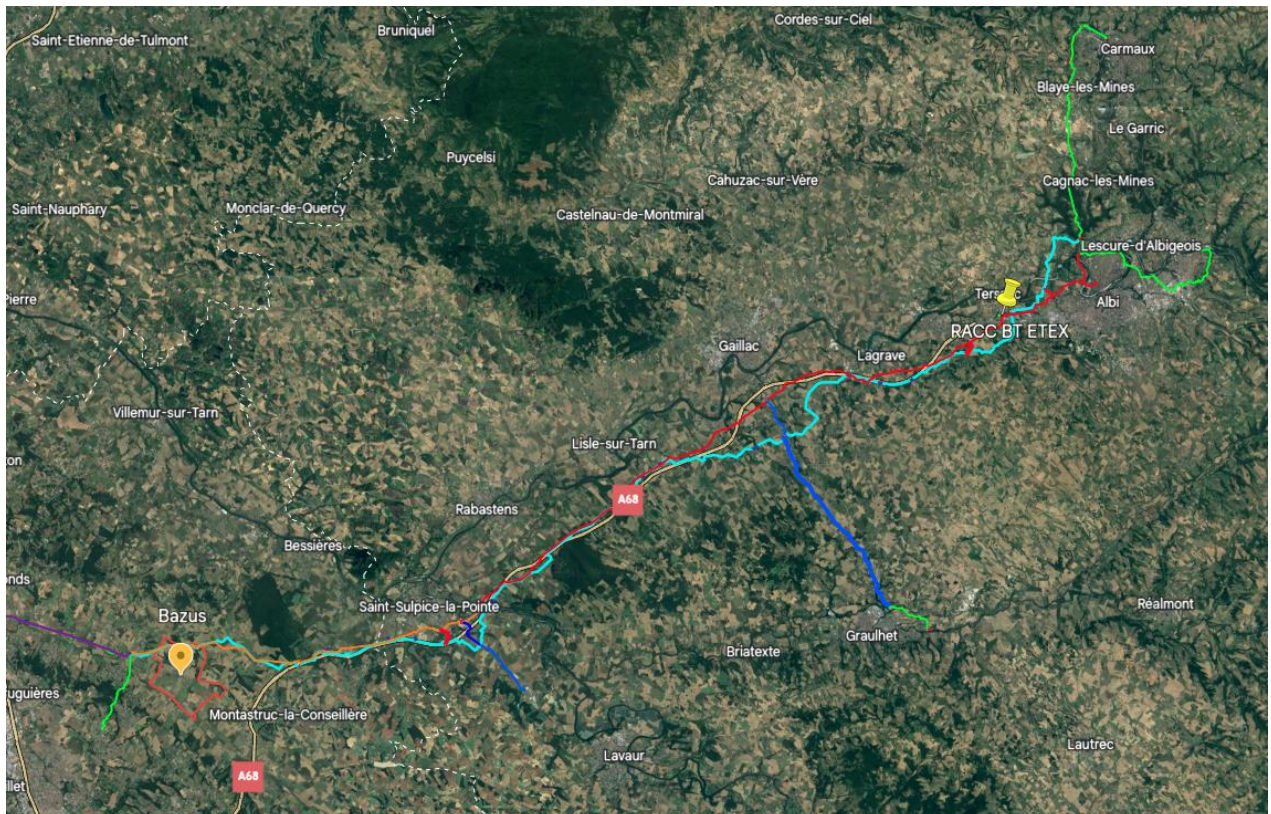 Cordes-sur-Ciel
Bruniquel
Saint-Etienne-de-Tulmont
Carmaux
Blaye-les-Mines
Le Garric
Puycelsi
Cahuzac-sur-Vère
Cagnac-les-Mines
Saint-Nauphary
Monclar-de-Quercy
Castelnau-de-Montmiral
Lescure-d'Albigeois
Pierre
Albi
RACC BT ETEX
Gaillac
Lagrave
Villemur-sur-Tarn
Lisle-sur-Tarn
A68
Rabastens
Bessières
onds
Saint-Sulpice-la-Pointe
Réalmont
Bazus
Graulhet
Briatexte
uguières
Montastruc-la-Conseillère
Lautrec
Lavaur
A68